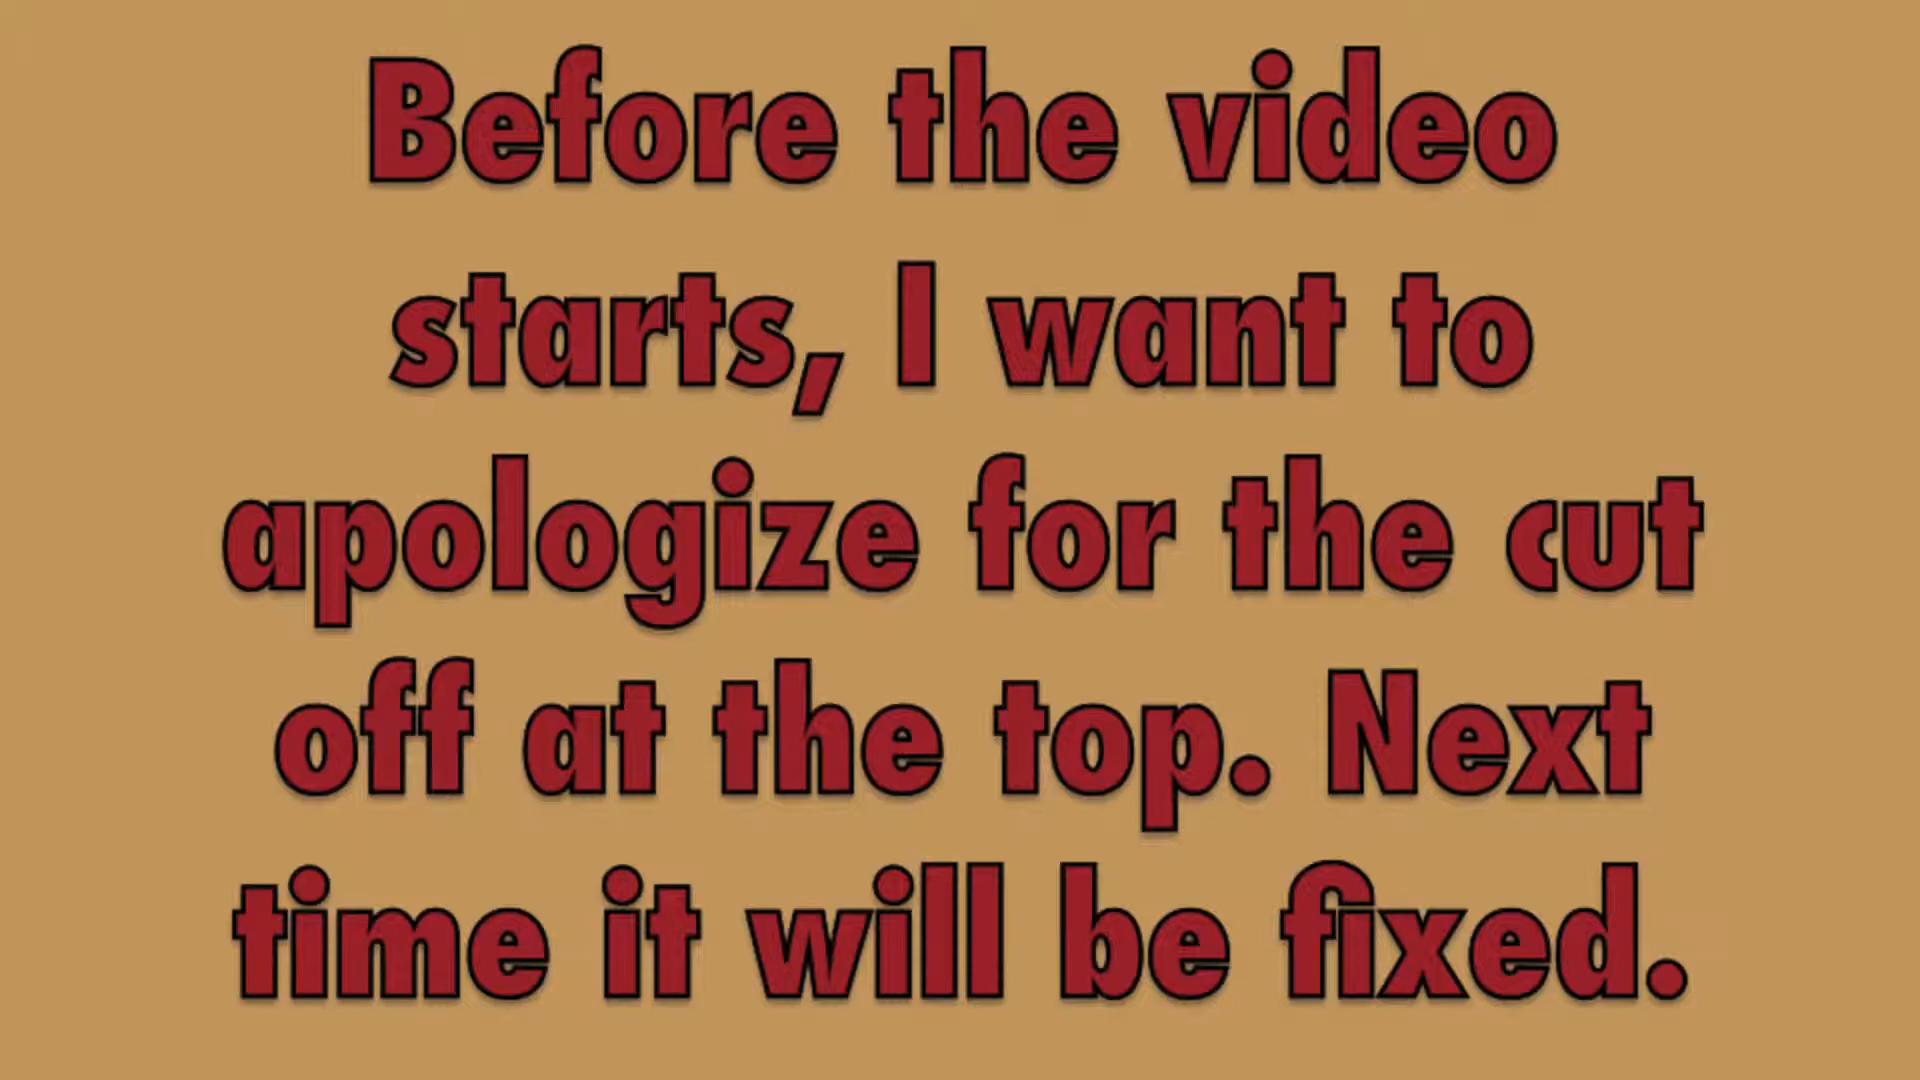 Before the video
starts, I want to
apologize for the cut
off at the top. Next
time it will be fixed.